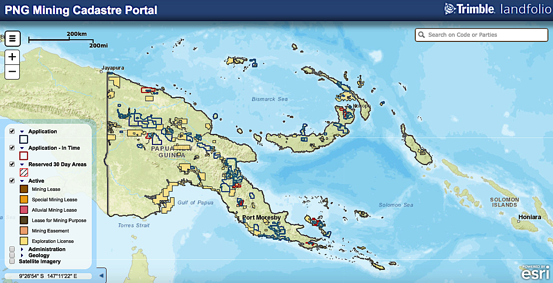 PNG Mining Cadastre Portal
Trimble landfolio
200km
200mi
Search on Code or Parties
Jayapura
Bismarck Sea
Application
Application - In Time
Reserved 30 Day Areas
Active
Mining Lease
Special Mining Lease
Alluvial Mining Lease
Lease for Mining Purpose
Mining Easement
Exploration License
Administration
Geology
Satellite Imagery
9°26'54" S 147°11'22" E
PAPUA
GUINEA
Gulf of Papua
Port Moresby
Torres Strait
Solomon Sea
SOLOMON
ISLANDS
Honiara
POWERED BY
esri